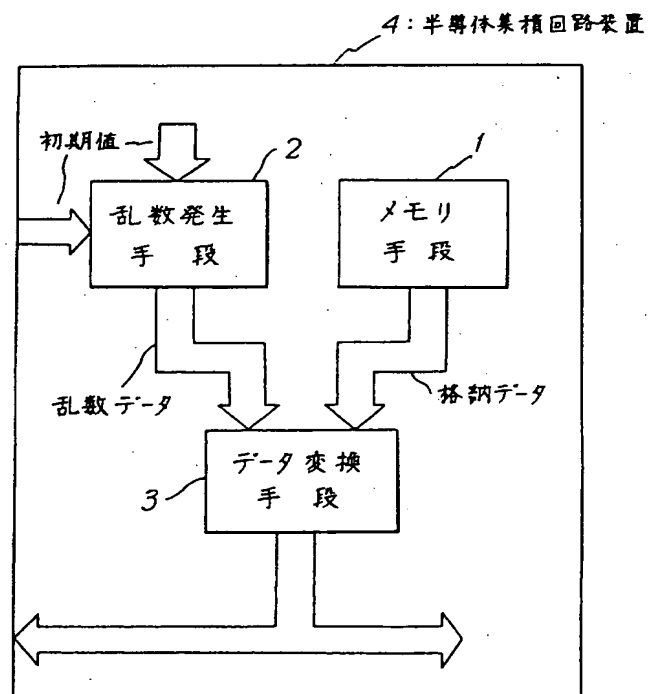 4:半導体集積回路装置
初期値
2
1
乱数発生
手段
メモリ
手段
乱数データ
格納データ
データ変換
手段
3